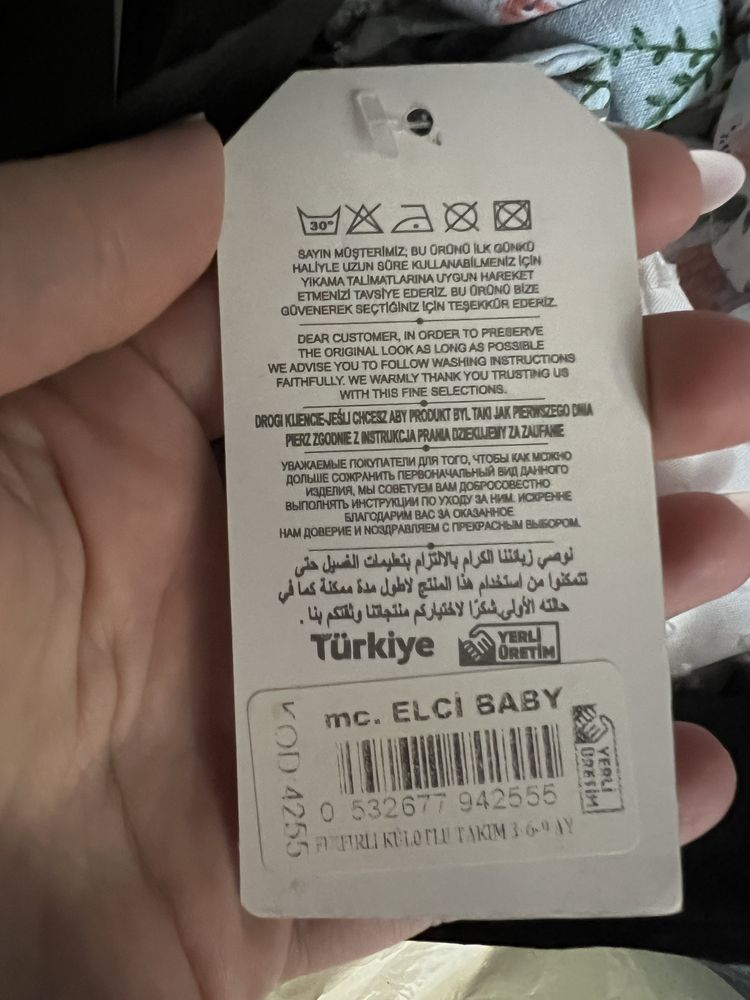 30°
SAYIN MÜŞTERİMİZ; BU ÜRÜNÜ İLK GÜNKÜ
HALİYLE UZUN SÜRE KULLANABİLMENİZ İÇİN
YIKAMA TALİMATLARINA UYGUN HAREKET
ETMENİZİ TAVSİYE EDERİZ. BU ÜRÜNÜ BİZE
GÜVENEREK SEÇTİĞİNİZ İÇİN TEŞEKKÜR EDERİZ.
DEAR CUSTOMER, IN ORDER TO PRESERVE
THE ORIGINAL LOOK AS LONG AS POSSIBLE
WE ADVISE YOU TO FOLLOW WASHING INSTRUCTIONS
FAITHFULLY. WE WARMLY THANK YOU TRUSTING US
WITH THIS FINE SELECTIONS.
DROGI KLIENCIE-JEŚLI CHCESZ ABY PRODUKT BYL TAKI JAK PIERWSZEGO DNIA
PIERZ ZGODNIE Z INSTRUKCJA PRANIA DZIEKUJEMY ZA ZAUFANIE
УВАЖАЕМЫЕ ПОКУПАТЕЛИ ДЛЯ ТОГО, ЧТОБЫ КАК МОЖНО
ДОЛЬШЕ СОХРАНИТЬ ПЕРВОНАЧАЛЬНЫЙ ВИД ДАННОГО
ИЗДЕЛИЯ, МЫ СОВЕТУЕМ ВАМ ДОБРОСОВЕСТНО
ВЫПОЛНЯТЬ ИНСТРУКЦИИ ПО УХОДУ ЗА НИМ. ИСКРЕННЕ
БЛАГОДАРИМ ВАС ЗА ОКАЗАННОЕ
НАМ ДОВЕРИЕ И NОЗДРАВЛЯЕМ С ПРЕКРАСНЫМ ВЫБОРОМ.
نوصي زبائننا الكرام بالالتزام بتعليمات الغسيل حتى
تتمكنوا من استخدام هذا المنتج لاطول مدة ممكنة كما في
حالته الأولى.شكرًا لاختياركم منتجاتنا وثقتكم بنا .
Türkiye
YERLİ
ÜRETİM
mc. ELCİ BABY
KOD:4255
YERLİ
ÜRETİM
0 532677 942555
KÜLOTLU TAKIM 3-6-9 AY